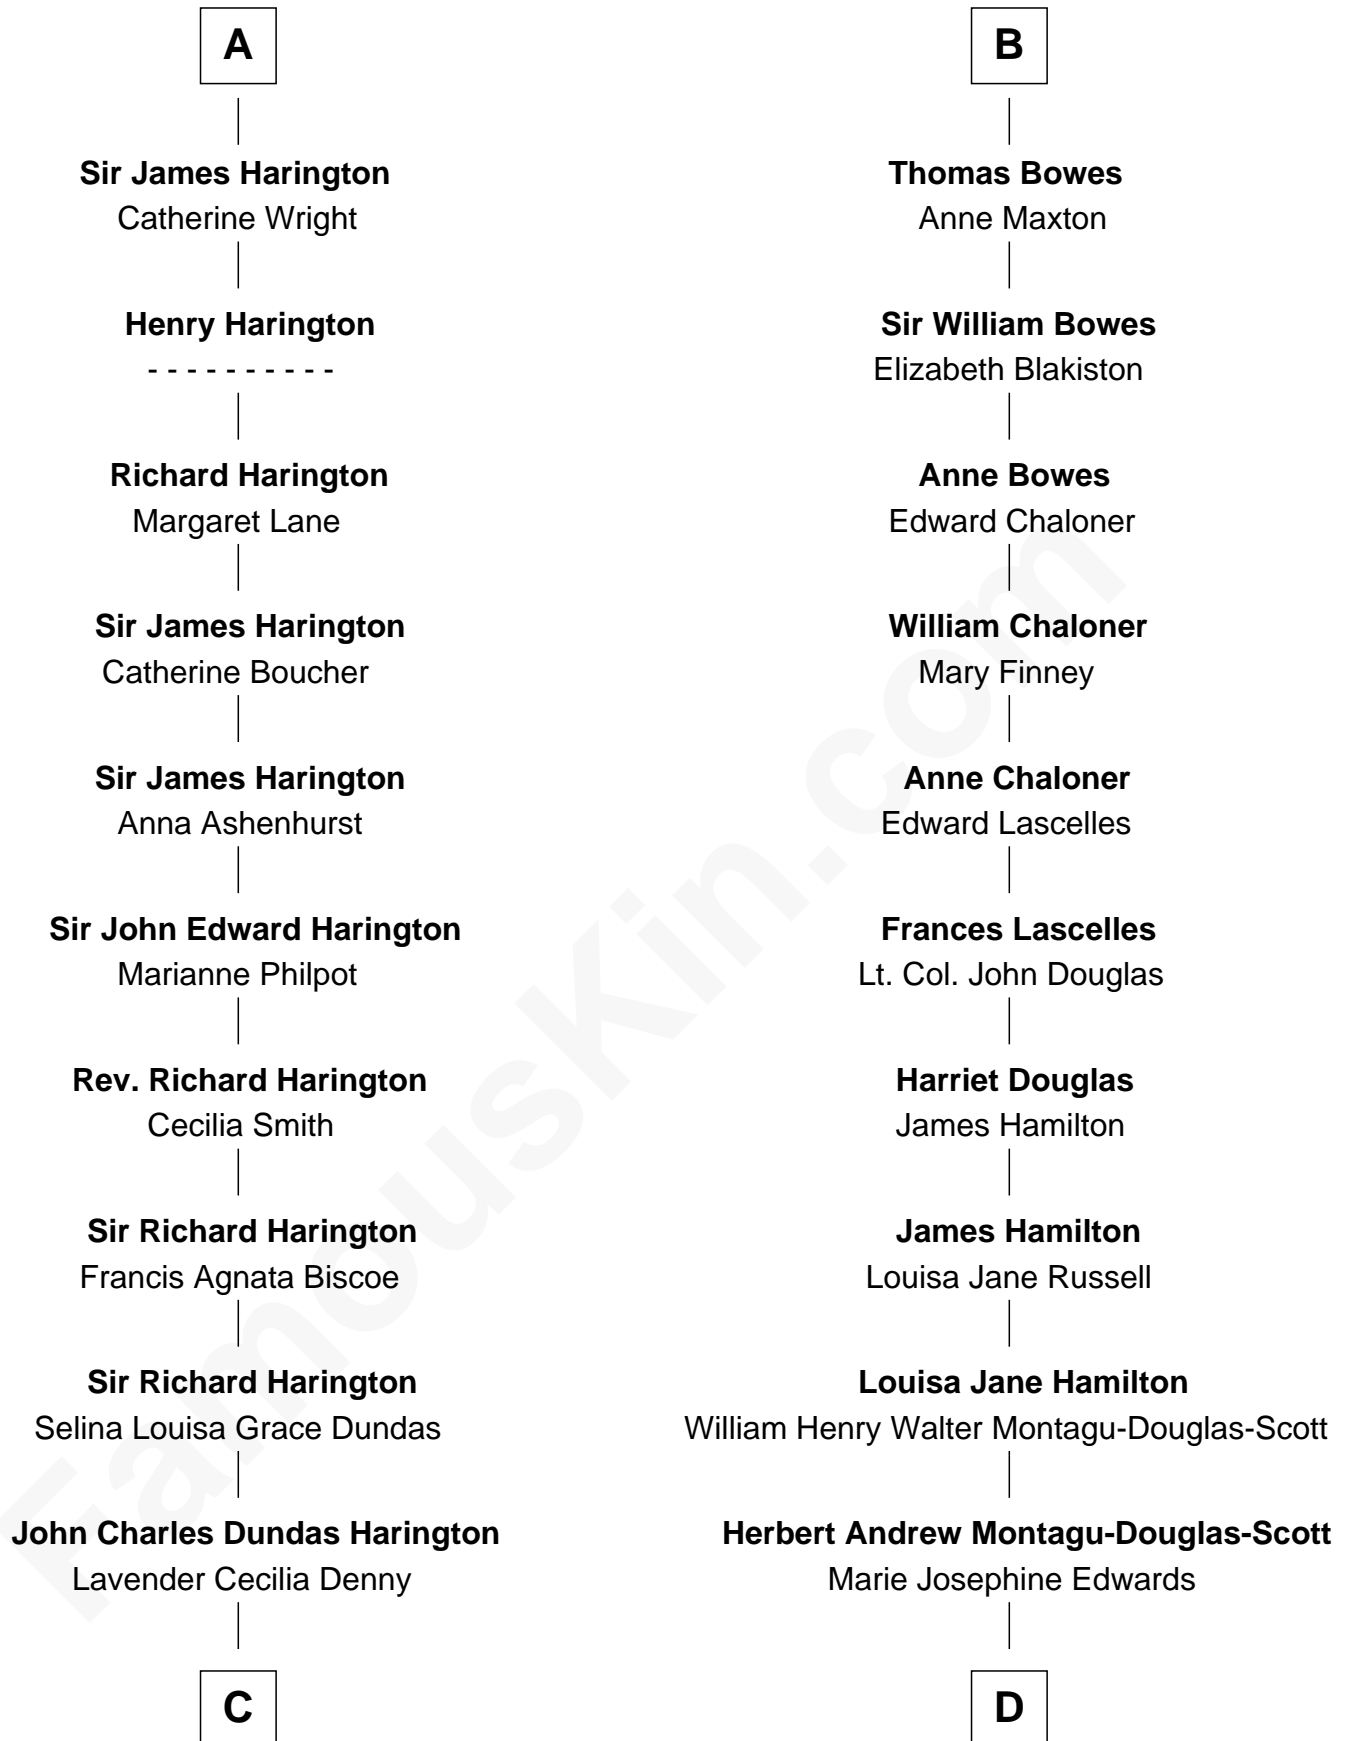 A
Sir James Harington
Catherine Wright
Henry Harington
- - - - - - - - - -
Richard Harington
Margaret Lane
Sir James Harington
Catherine Boucher
Sir James Harington
Anna Ashenhurst
Sir John Edward Harington
Marianne Philpot
Rev. Richard Harington
Cecilia Smith
Sir Richard Harington
Francis Agnata Biscoe
Sir Richard Harington
Selina Louisa Grace Dundas
John Charles Dundas Harington
Lavender Cecilia Denny
C
B
Thomas Bowes
Anne Maxton
Sir William Bowes
Elizabeth Blakiston
Anne Bowes
Edward Chaloner
William Chaloner
Mary Finney
Anne Chaloner
Edward Lascelles
Frances Lascelles
Lt. Col. John Douglas
Harriet Douglas
James Hamilton
James Hamilton
Louisa Jane Russell
Louisa Jane Hamilton
William Henry Walter Montagu-Douglas-Scott
Herbert Andrew Montagu-Douglas-Scott
Marie Josephine Edwards
D
FamousKin.com